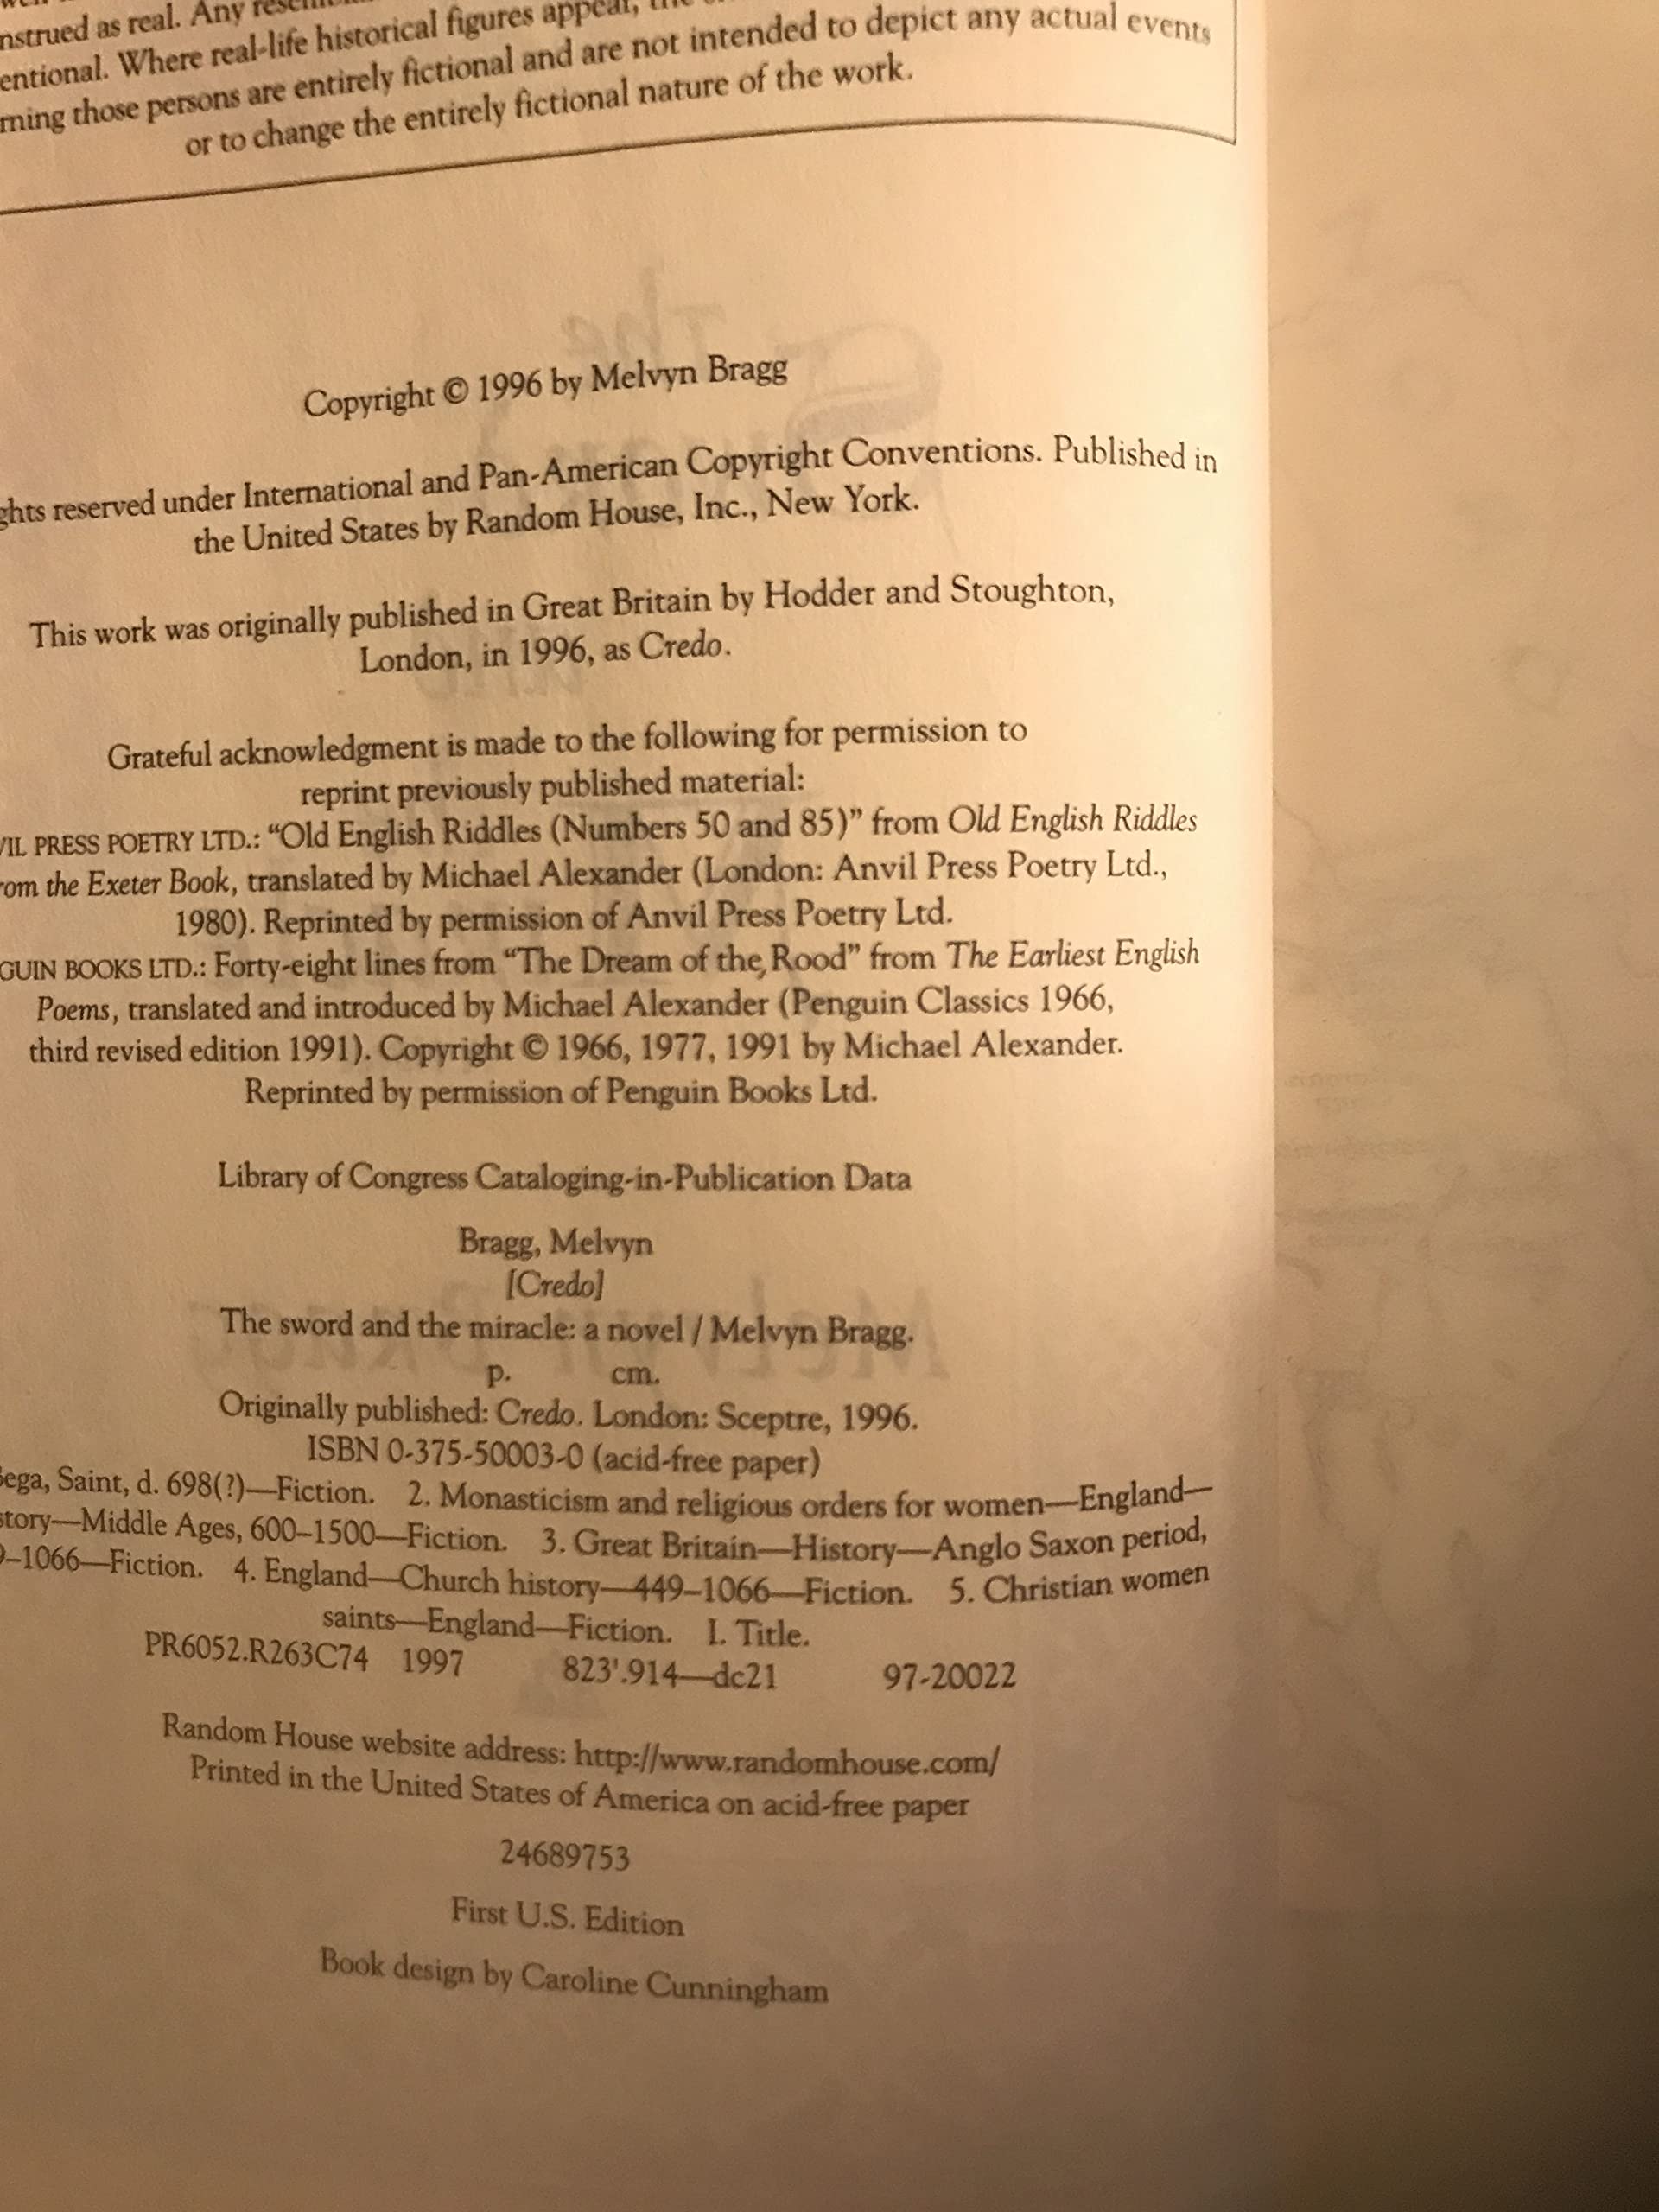 nstrued as real. Any
entional. Where real-life historical figures appear,
rning those persons are entirely fictional and are not intended to depict any actual events
or to change the entirely fictional nature of the work.
Copyright © 1996 by Melvyn Bragg
ghts reserved under International and Pan-American Copyright Conventions. Published in
the United States by Random House, Inc., New York.
This work was originally published in Great Britain by Hodder and Stoughton,
London, in 1996, as Credo.
Grateful acknowledgment is made to the following for permission to
reprint previously published material:
VIL PRESS POETRY LTD.: “Old English Riddles (Numbers 50 and 85)” from Old English Riddles
rom the Exeter Book, translated by Michael Alexander (London: Anvil Press Poetry Ltd.,
1980). Reprinted by permission of Anvil Press Poetry Ltd.
GUIN BOOKS LTD.: Forty-eight lines from “The Dream of the Rood” from The Earliest English
Poems, translated and introduced by Michael Alexander (Penguin Classics 1966,
third revised edition 1991). Copyright © 1966, 1977, 1991 by Michael Alexander.
Reprinted by permission of Penguin Books Ltd.
Library of Congress Cataloging-in-Publication Data
Bragg, Melvyn
[Credo]
The sword and the miracle: a novel / Melvyn Bragg.
p. cm.
Originally published: Credo. London: Sceptre, 1996.
ISBN 0-375-50003-0 (acid-free paper)
Bega, Saint, d. 698(?)—Fiction. 2. Monasticism and religious orders for women—England—
story—Middle Ages, 600–1500—Fiction. 3. Great Britain—History—Anglo Saxon period,
9–1066—Fiction. 4. England—Church history—449–1066—Fiction. 5. Christian women
saints—England—Fiction. I. Title.
PR6052.R263C74 1997 823'.914—dc21 97-20022
Random House website address: http://www.randomhouse.com/
Printed in the United States of America on acid-free paper
24689753
First U.S. Edition
Book design by Caroline Cunningham